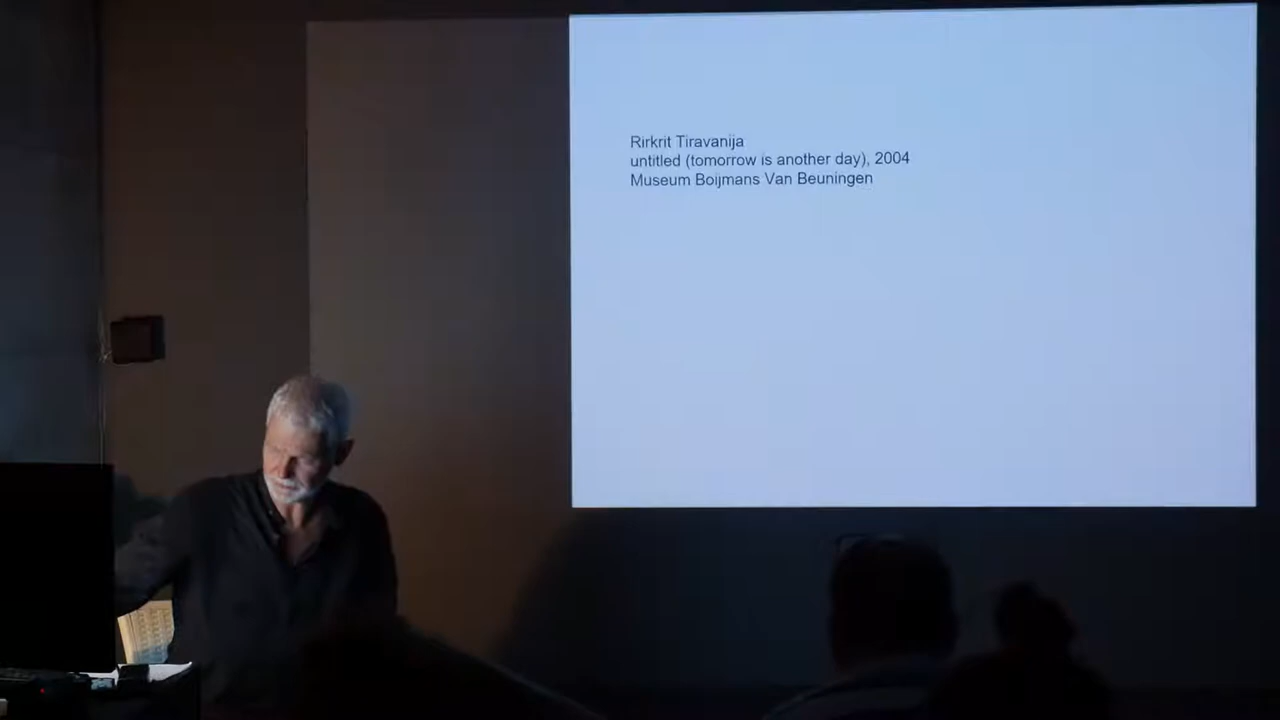 Rirkrit Tiravanija
untitled (tomorrow is another day), 2004
Museum Boijmans Van Beuningen